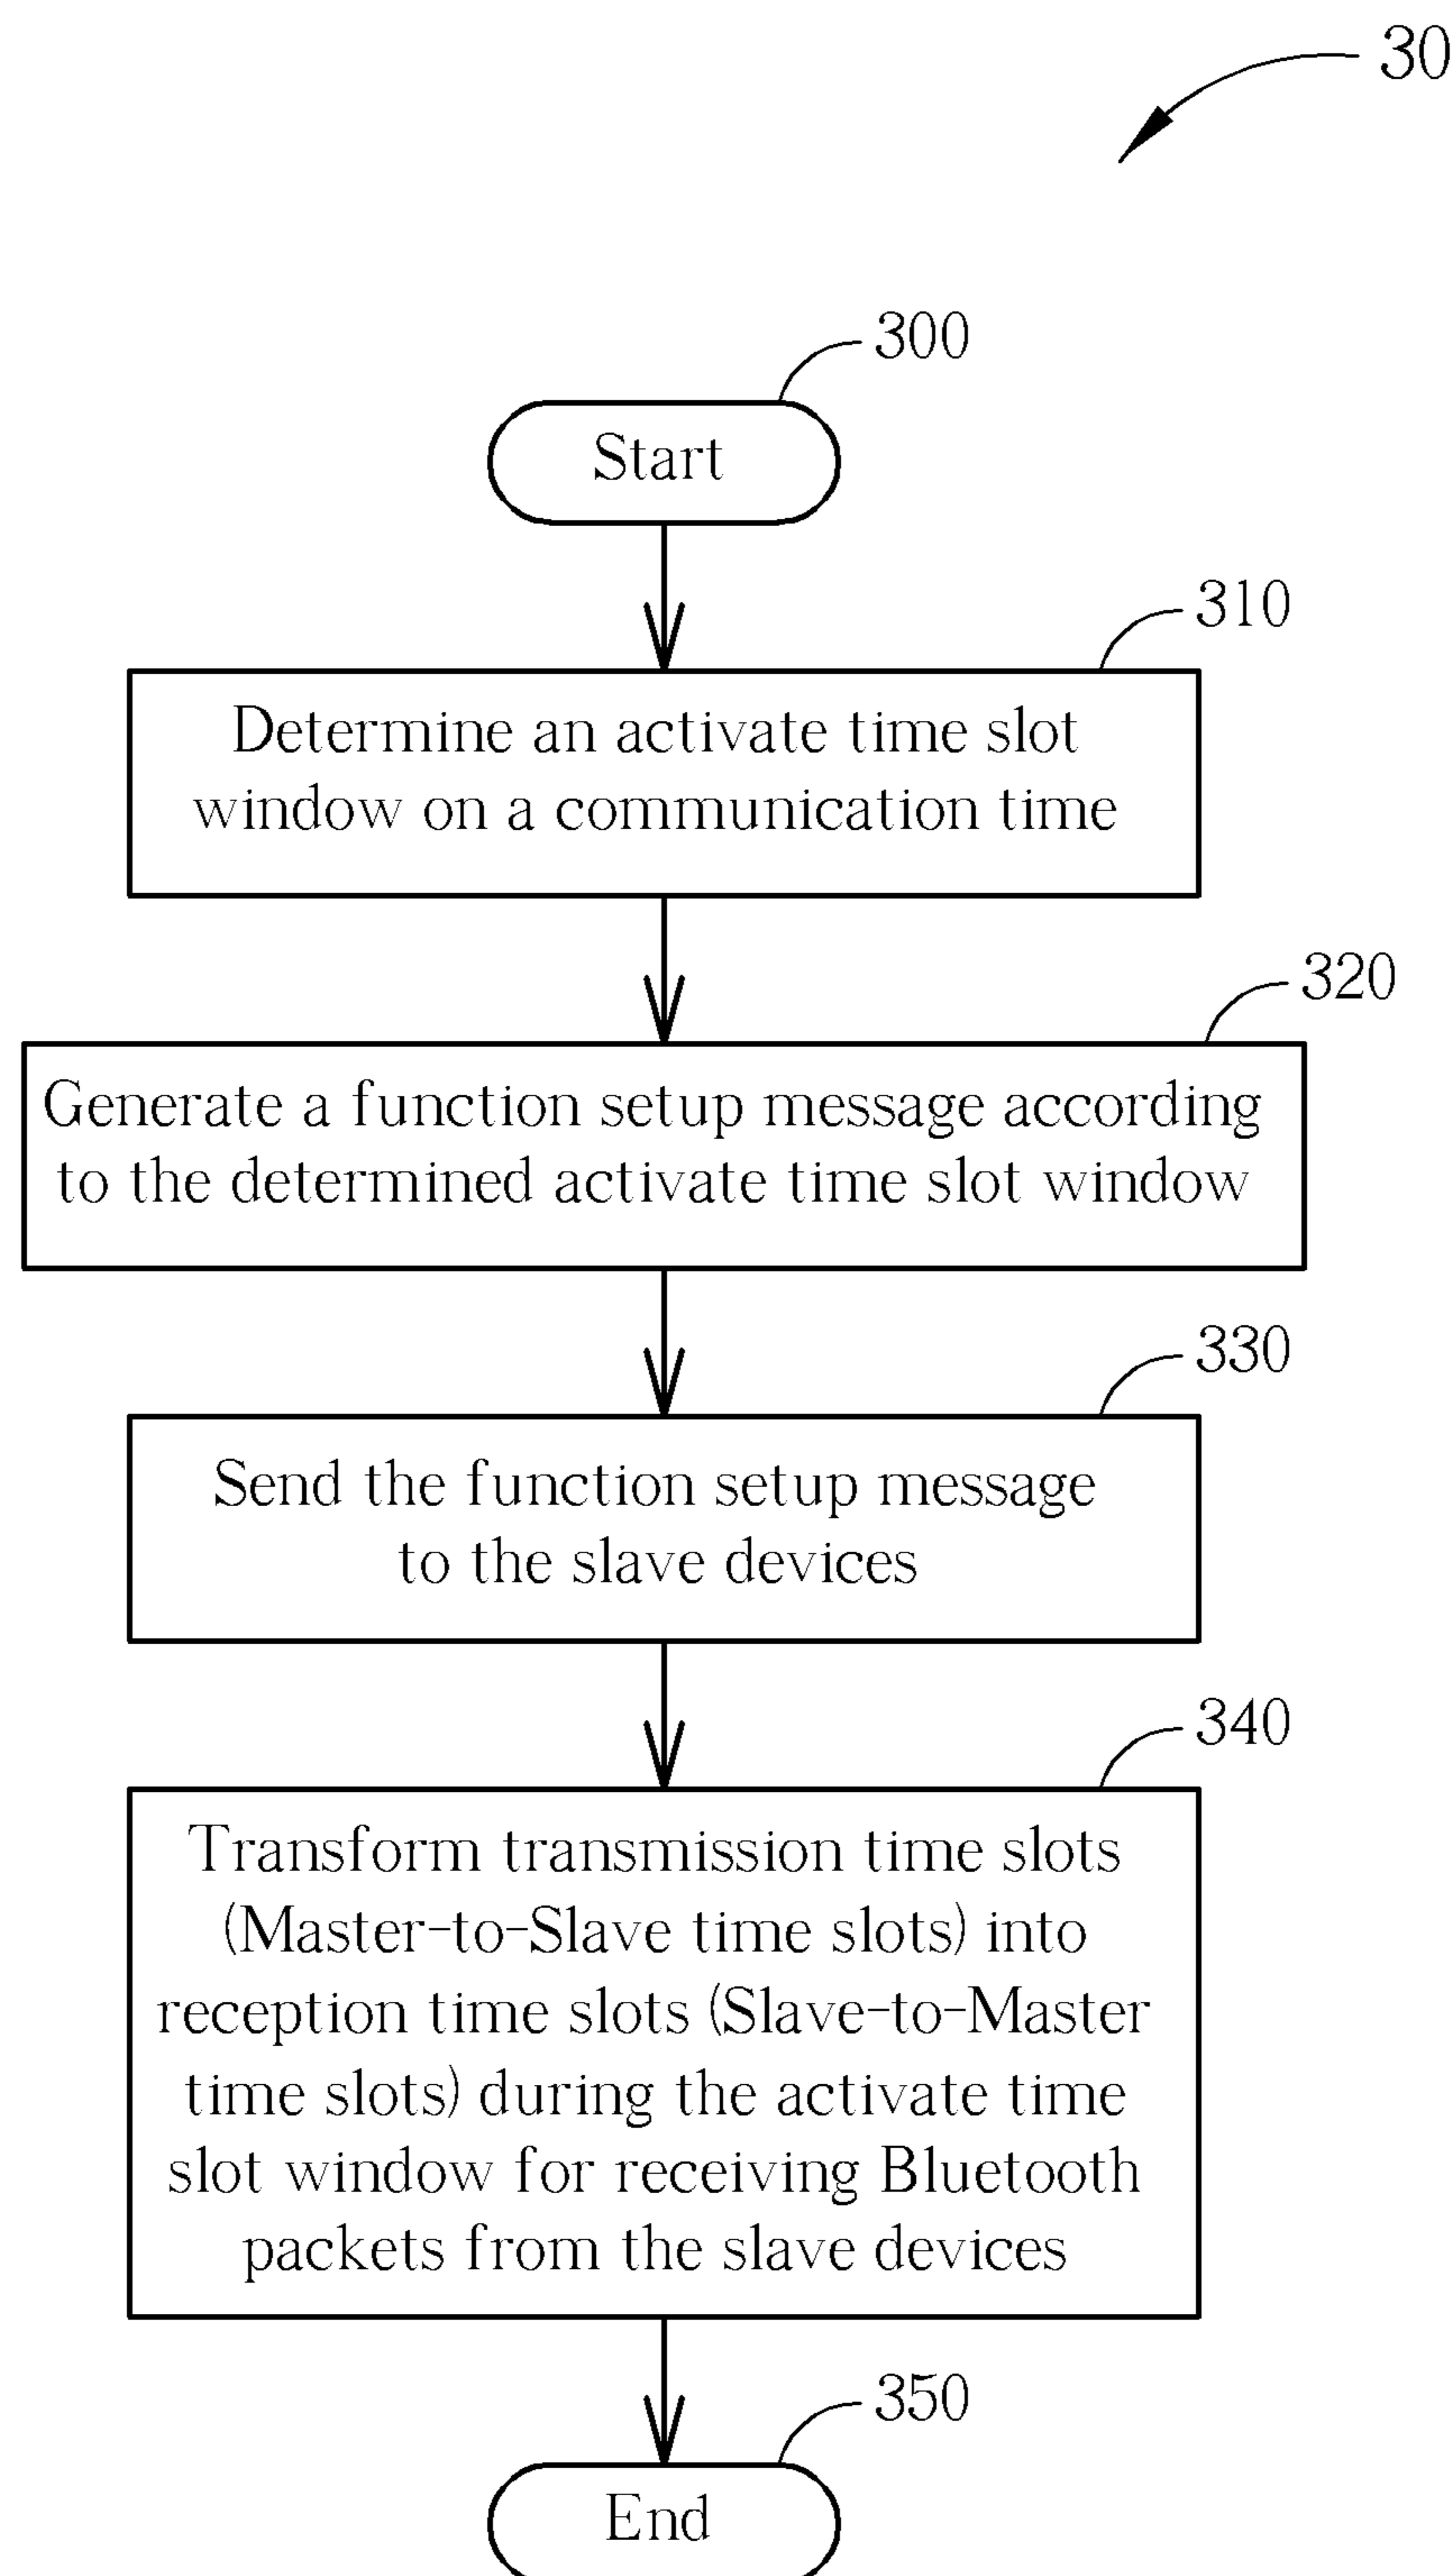 30
300
Start
310
Determine an activate time slot
window on a communication time
320
Generate a function setup message according
to the determined activate time slot window
330
Send the function setup message
to the slave devices
340
Transform transmission time slots
(Master-to-Slave time slots) into
reception time slots (Slave-to-Master
time slots) during the activate time
slot window for receiving Bluetooth
packets from the slave devices
350
End